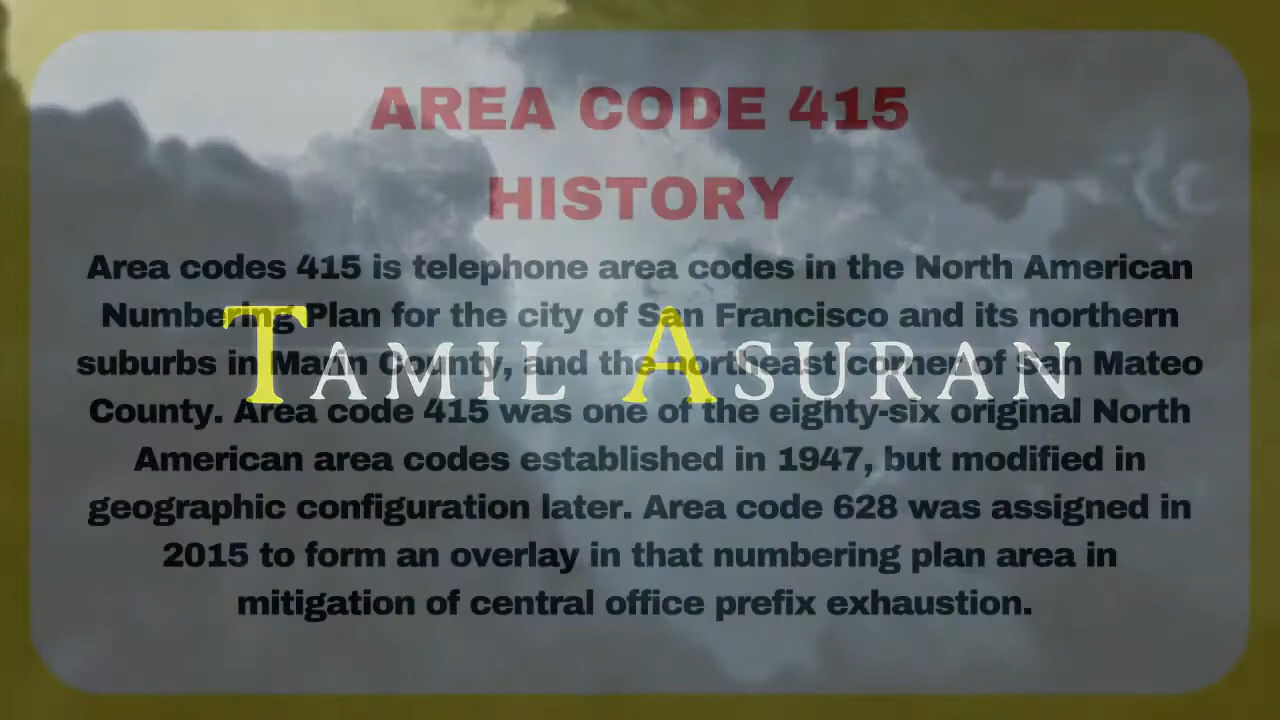 AREA CODE 415
HISTORY
Area codes 415 is telephone area codes in the North American
Numbering Plan for the city of San Francisco and its northern
suburbs in Marin County, and the northeast corner of San Mateo
TAMIL ASURAN
County. Area code 415 was one of the eighty-six original North
American area codes established in 1947, but modified in
geographic configuration later. Area code 628 was assigned in
2015 to form an overlay in that numbering plan area in
mitigation of central office prefix exhaustion.